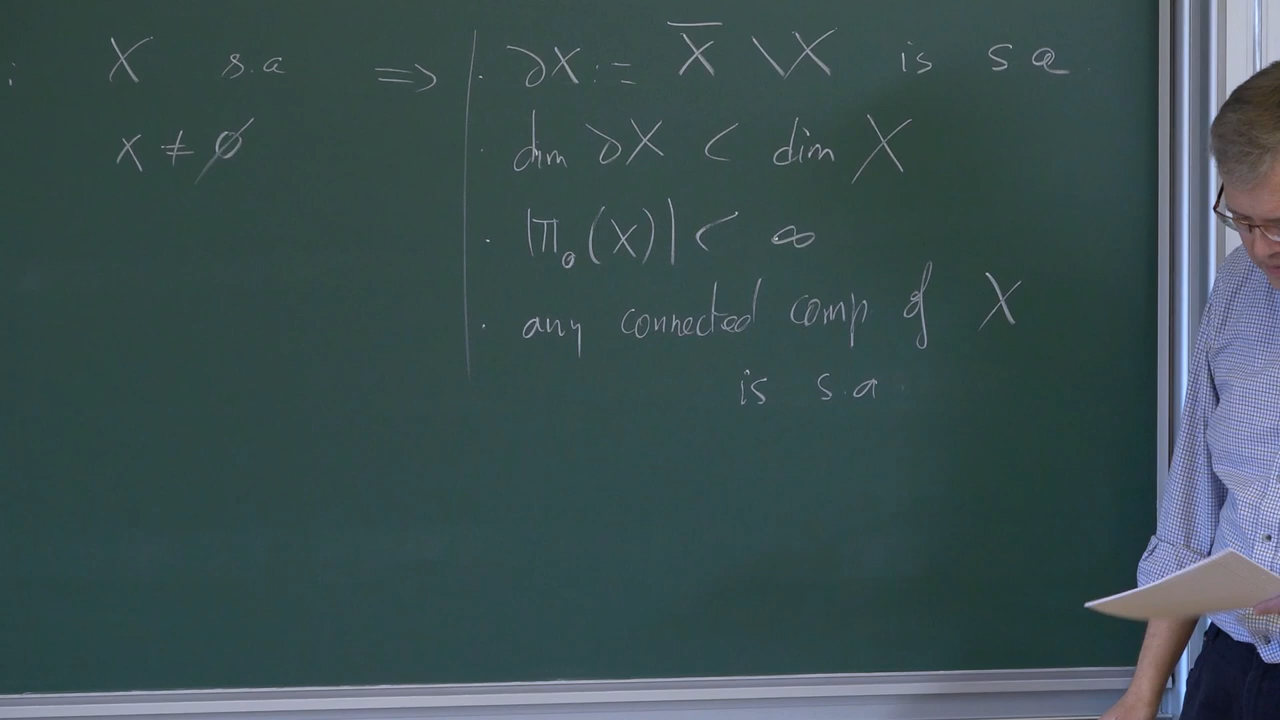 ; X s.a ⟹ · ∂X := X̅ \ X is s a.
X ≠ ∅ · dim ∂X < dim X
· |π₀(X)| < ∞
· any connected comp. of X
is s.a.